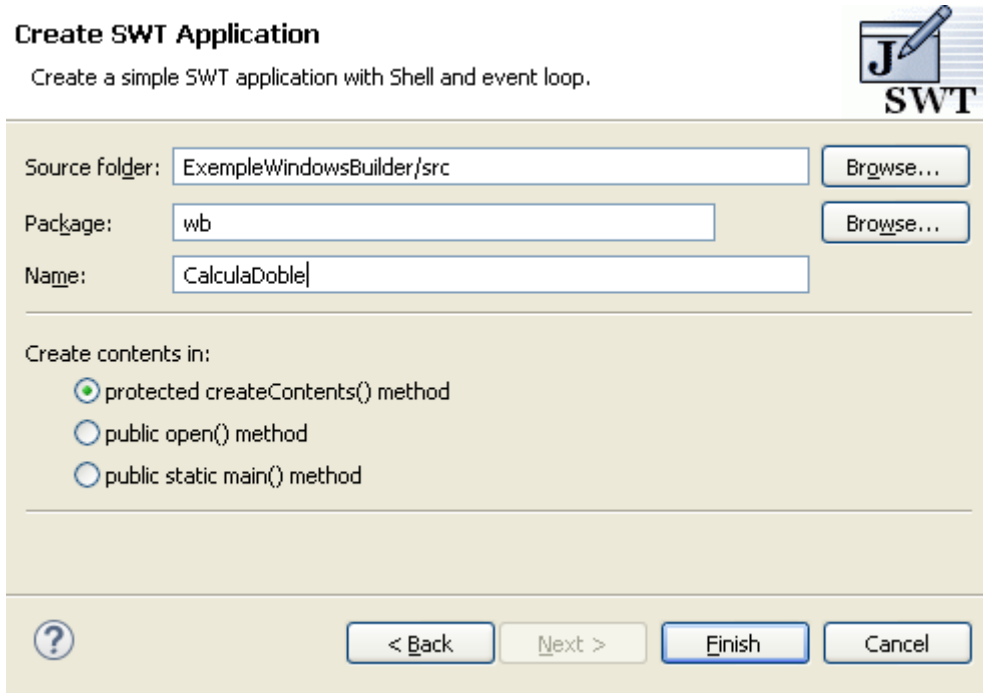 Create SWT Application
Create a simple SWT application with Shell and event loop.
J
SWT
Source folder: ExempleWindowsBuilder/src Browse...
Package: wb Browse...
Name: CalculaDoble
Create contents in:
protected createContents() method
public open() method
public static main() method
? < Back Next > Finish Cancel